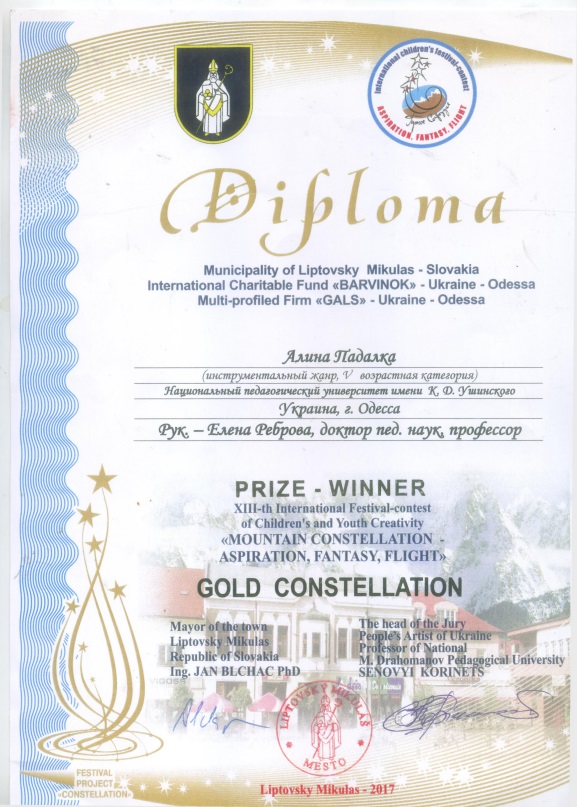 International children's festival-contest
ASPIRATION, FANTASY, FLIGHT
Diploma
Municipality of Liptovsky Mikulas - Slovakia
International Charitable Fund «BARVINOK» - Ukraine - Odessa
Multi-profiled Firm «GALS» - Ukraine - Odessa
Алина Падалка
(инструментальный жанр, V возрастная категория)
Национальный педагогический университет имени К. Д. Ушинского
Украина, г. Одесса
Рук. – Елена Реброва, доктор пед. наук, профессор
PRIZE - WINNER
XIII-th International Festival-contest
of Children's and Youth Creativity
«MOUNTAIN CONSTELLATION -
ASPIRATION, FANTASY, FLIGHT»
GOLD CONSTELLATION
Mayor of the town
Liptovsky Mikulas
Republic of Slovakia
Ing. JAN BLCHAC PhD
The head of the Jury
People's Artist of Ukraine
Professor of National
M. Drahomanov Pedagogical University
SENOVYI KORINETS
LIPTOVSKÝ MIKULÁŠ
MESTO
FESTIVAL
PROJECT
«CONSTELLATION»
Liptovsky Mikulas - 2017